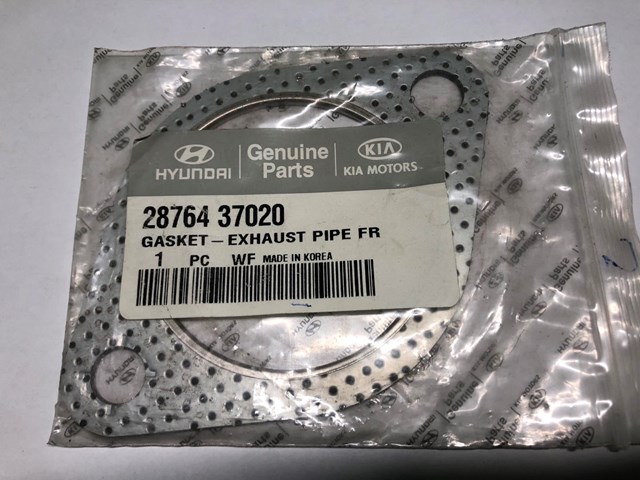 HYUNDAI
Genuine
Parts
KIA
KIA MOTORS
28764 37020
GASKET-EXHAUST PIPE FR
1 PC WF MADE IN KOREA